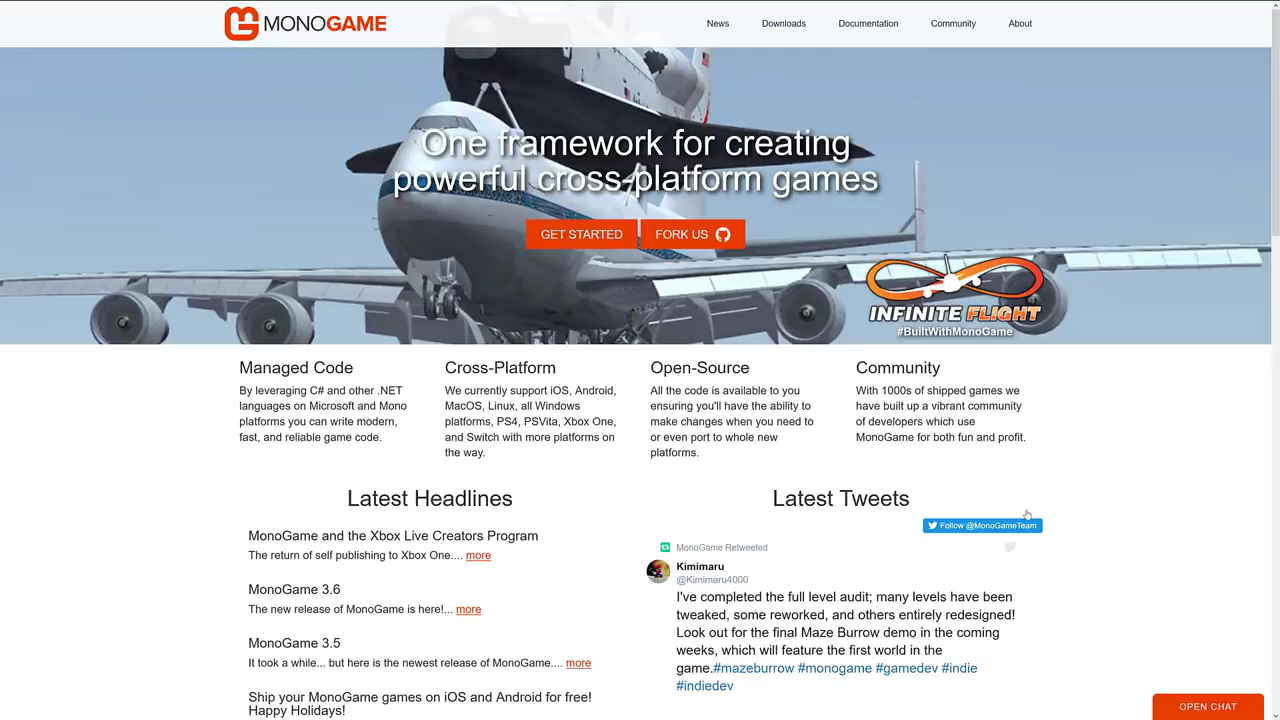 MONOGAME
News
Downloads
Documentation
Community
About
One framework for creating
powerful cross-platform games
GET STARTED
FORK US
INFINITE FLIGHT
#BuiltWithMonoGame
Managed Code
By leveraging C# and other .NET
languages on Microsoft and Mono
platforms you can write modern,
fast, and reliable game code.
Cross-Platform
We currently support iOS, Android,
MacOS, Linux, all Windows
platforms, PS4, PSVita, Xbox One,
and Switch with more platforms on
the way.
Open-Source
All the code is available to you
ensuring you'll have the ability to
make changes when you need to
or even port to whole new
platforms.
Community
With 1000s of shipped games we
have built up a vibrant community
of developers which use
MonoGame for both fun and profit.
Latest Headlines
MonoGame and the Xbox Live Creators Program
The return of self publishing to Xbox One.... more
MonoGame 3.6
The new release of MonoGame is here!... more
MonoGame 3.5
It took a while... but here is the newest release of MonoGame.... more
Ship your MonoGame games on iOS and Android for free!
Happy Holidays!
Latest Tweets
Follow @MonoGameTeam
MonoGame Retweeted
Kimimaru
@Kimimaru4000
I've completed the full level audit; many levels have been
tweaked, some reworked, and others entirely redesigned!
Look out for the final Maze Burrow demo in the coming
weeks, which will feature the first world in the
game.#mazeburrow #monogame #gamedev #indie
#indiedev
OPEN CHAT